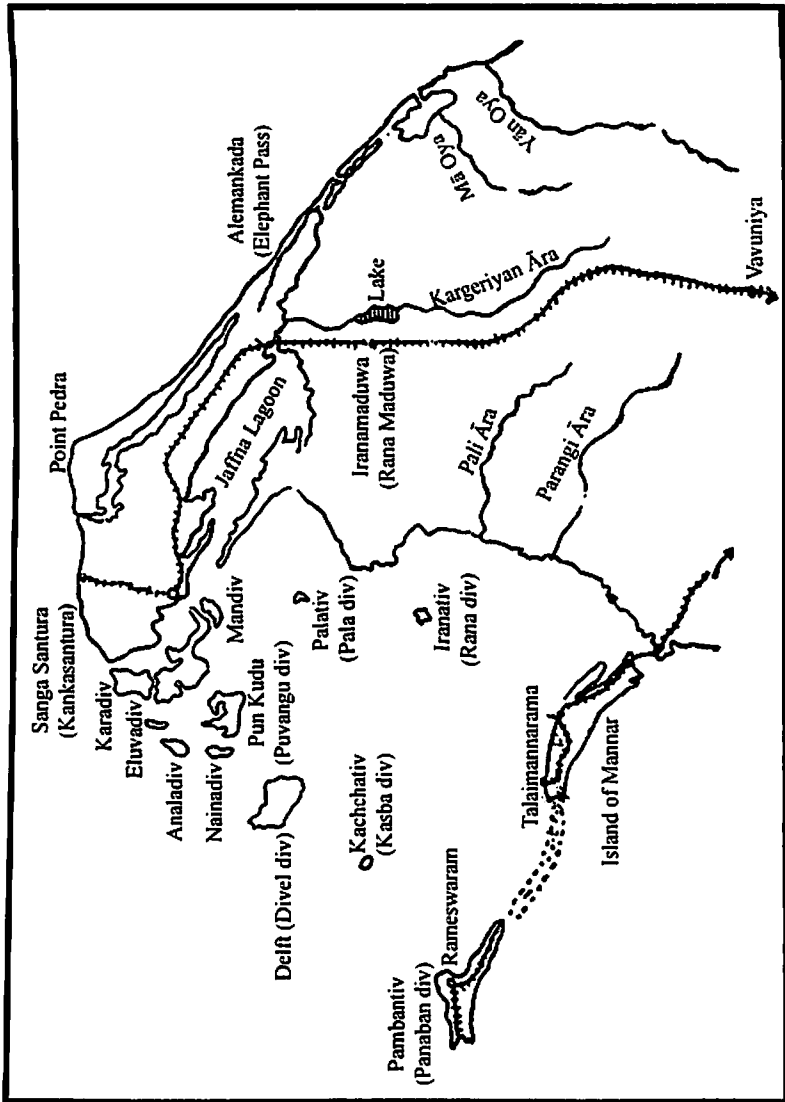 Sanga Santura
(Kankasantura)
Point Pedra
Karadiv
Eluvadiv
Analadiv
Nainadiv
Mandiv
Pun Kudu
(Puvangu div)
Delft (Divel div)
Jaffna Lagoon
Alemankada
(Elephant Pass)
Palativ
(Pala div)
Kachchativ
(Kasba div)
Iranamaduwa
(Rana Maduwa)
Lake
Kargeriyan Āra
Mā Oya
Yān Oya
Iranativ
(Rana div)
Pali Āra
Parangi Āra
Pambantiv
(Panaban div)
Rameswaram
Talaimannarama
Island of Mannar
Vavuniya